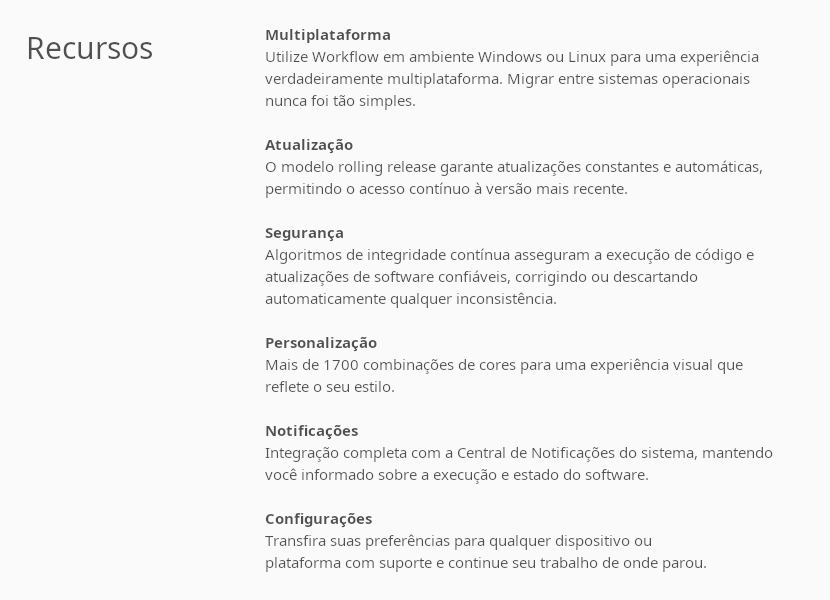 Recursos
Multiplataforma
Utilize Workflow em ambiente Windows ou Linux para uma experiência
verdadeiramente multiplataforma. Migrar entre sistemas operacionais
nunca foi tão simples.
Atualização
O modelo rolling release garante atualizações constantes e automáticas,
permitindo o acesso contínuo à versão mais recente.
Segurança
Algoritmos de integridade contínua asseguram a execução de código e
atualizações de software confiáveis, corrigindo ou descartando
automaticamente qualquer inconsistência.
Personalização
Mais de 1700 combinações de cores para uma experiência visual que
reflete o seu estilo.
Notificações
Integração completa com a Central de Notificações do sistema, mantendo
você informado sobre a execução e estado do software.
Configurações
Transfira suas preferências para qualquer dispositivo ou
plataforma com suporte e continue seu trabalho de onde parou.